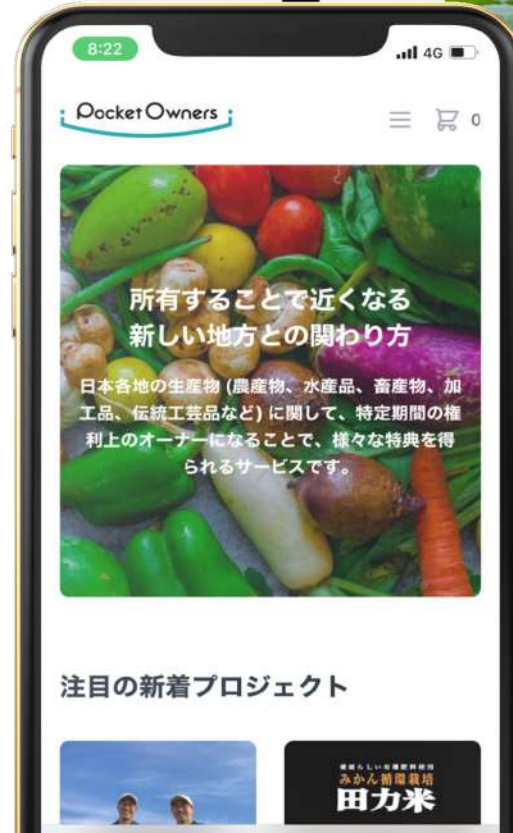 8:22
4G
Pocket Owners
0
所有することで近くなる
新しい地方との関わり方
日本各地の生産物 (農産物、水産品、畜産物、加
工品、伝統工芸品など) に関して、特定期間の権
利上のオーナーになることで、様々な特典を得
られるサービスです。
注目の新着プロジェクト
みかん循環栽培
田力米